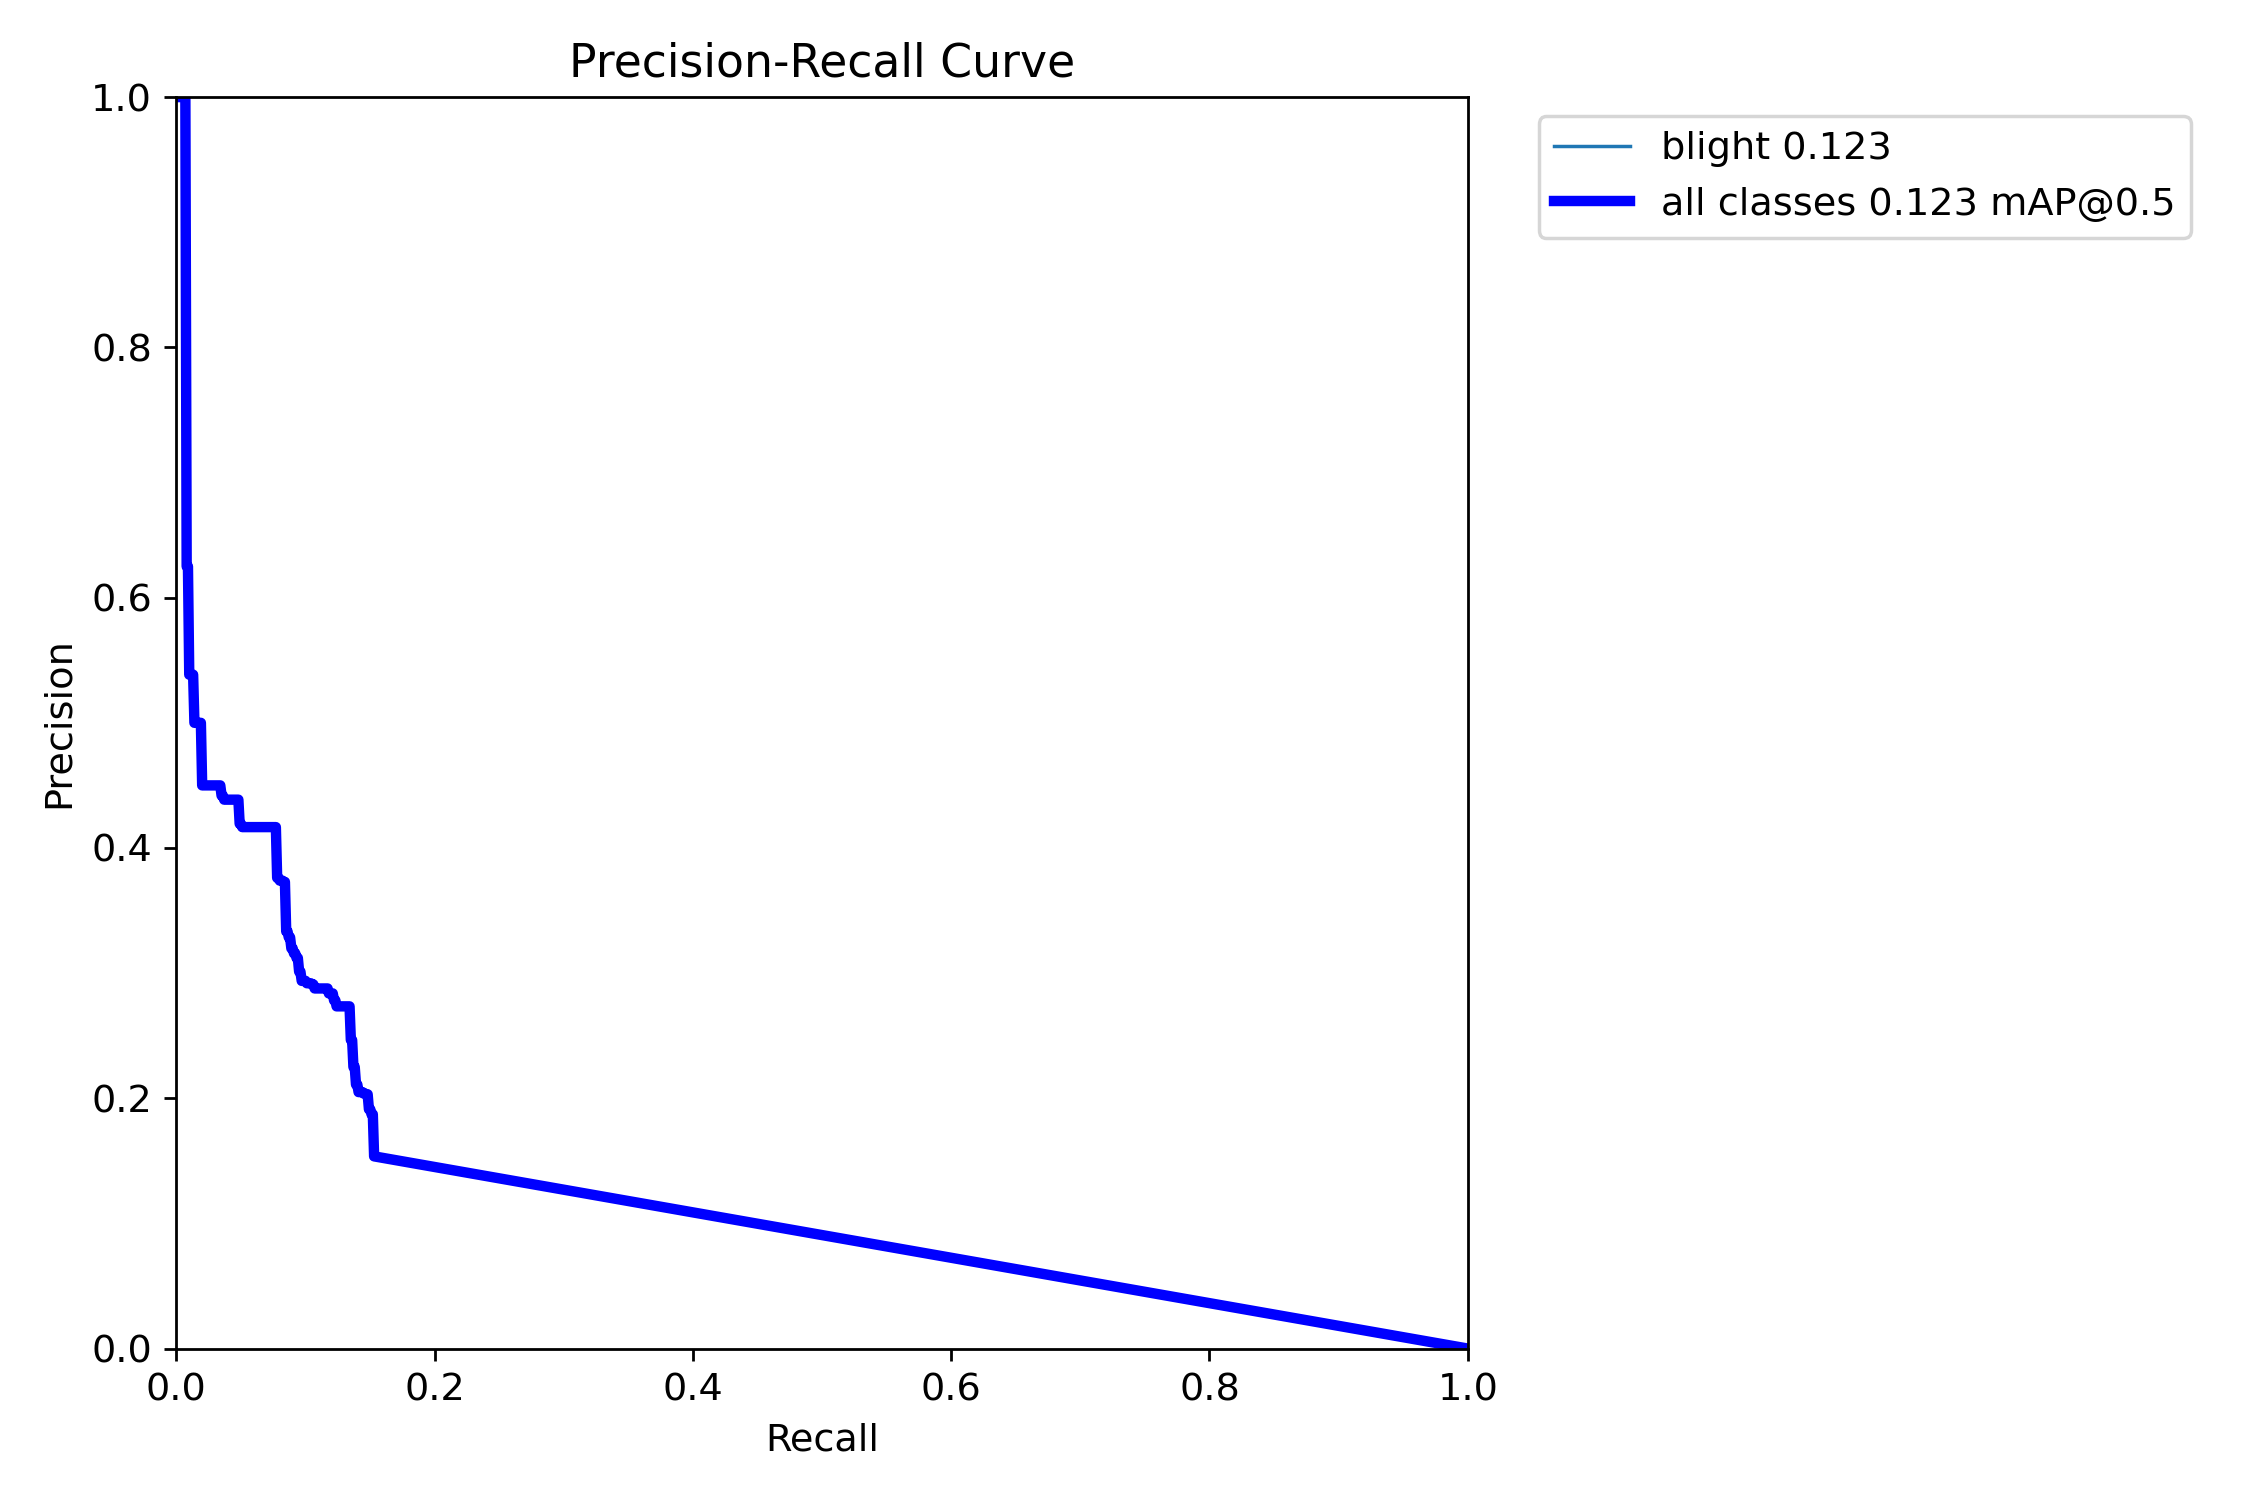 Precision-Recall Curve
1.0
0.8
0.6
0.4
0.2
0.0
Precision
0.0 0.2 0.4 0.6 0.8 1.0
Recall
blight 0.123
all classes 0.123 mAP@0.5